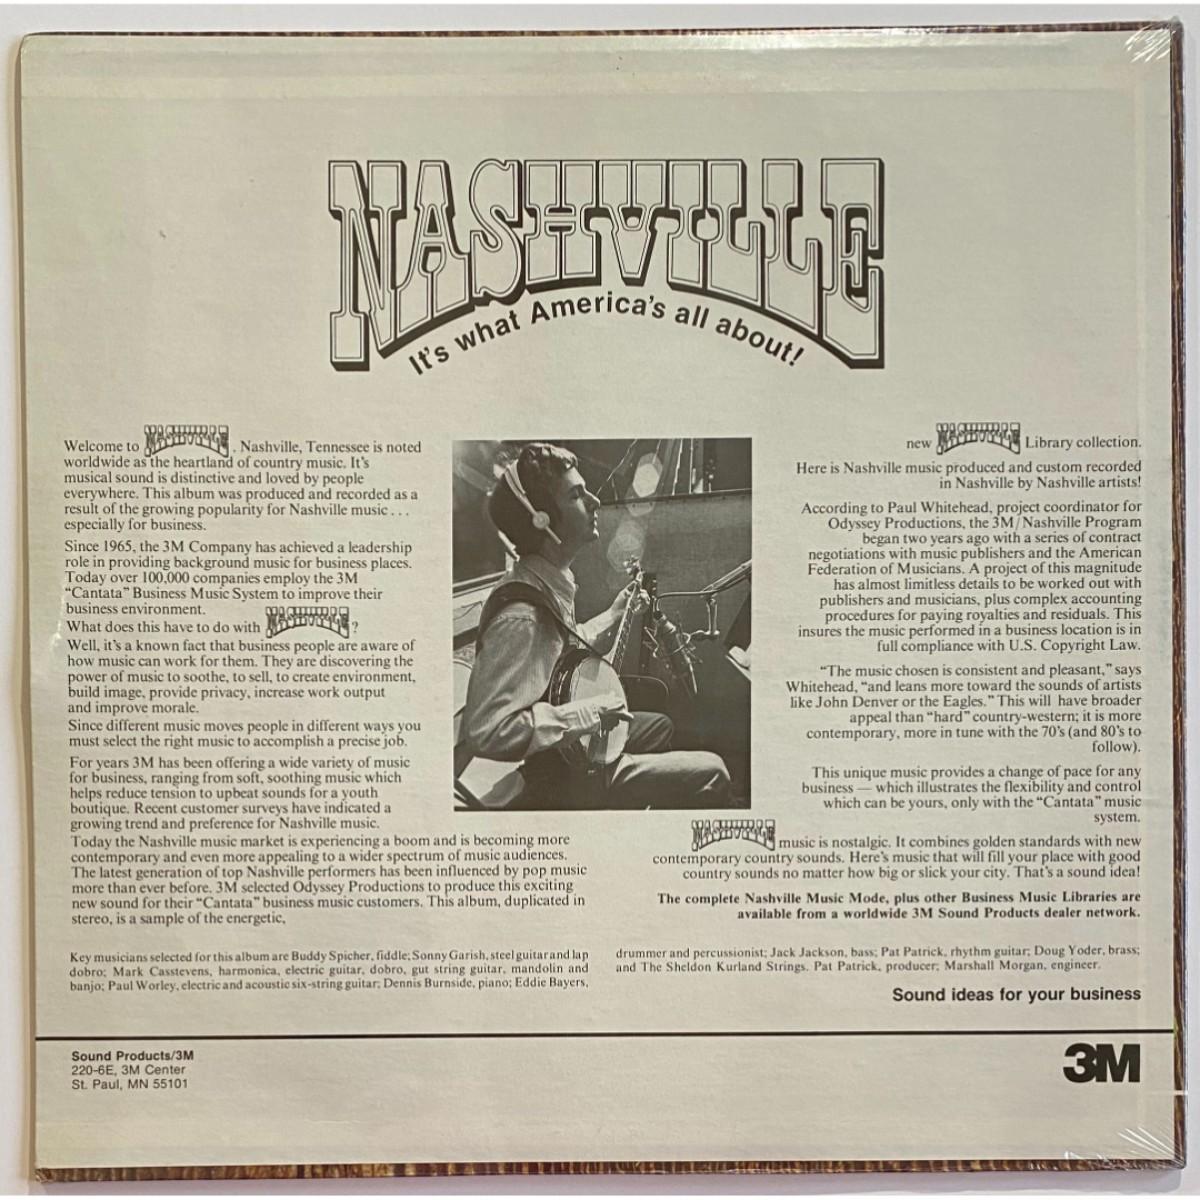 NASHVILLE
It's what America's all about!
Welcome to NASHVILLE. Nashville, Tennessee is noted
worldwide as the heartland of country music. It's
musical sound is distinctive and loved by people
everywhere. This album was produced and recorded as a
result of the growing popularity for Nashville music . . .
especially for business.
Since 1965, the 3M Company has achieved a leadership
role in providing background music for business places.
Today over 100,000 companies employ the 3M
"Cantata" Business Music System to improve their
business environment.
What does this have to do with NASHVILLE?
Well, it's a known fact that business people are aware of
how music can work for them. They are discovering the
power of music to soothe, to sell, to create environment,
build image, provide privacy, increase work output
and improve morale.
Since different music moves people in different ways you
must select the right music to accomplish a precise job.
For years 3M has been offering a wide variety of music
for business, ranging from soft, soothing music which
helps reduce tension to upbeat sounds for a youth
boutique. Recent customer surveys have indicated a
growing trend and preference for Nashville music.
Today the Nashville music market is experiencing a boom and is becoming more
contemporary and even more appealing to a wider spectrum of music audiences.
The latest generation of top Nashville performers has been influenced by pop music
more than ever before. 3M selected Odyssey Productions to produce this exciting
new sound for their "Cantata" business music customers. This album, duplicated in
stereo, is a sample of the energetic,
new NASHVILLE Library collection.
Here is Nashville music produced and custom recorded
in Nashville by Nashville artists!
According to Paul Whitehead, project coordinator for
Odyssey Productions, the 3M/Nashville Program
began two years ago with a series of contract
negotiations with music publishers and the American
Federation of Musicians. A project of this magnitude
has almost limitless details to be worked out with
publishers and musicians, plus complex accounting
procedures for paying royalties and residuals. This
insures the music performed in a business location is in
full compliance with U.S. Copyright Law.
"The music chosen is consistent and pleasant," says
Whitehead, "and leans more toward the sounds of artists
like John Denver or the Eagles." This will have broader
appeal than "hard" country-western; it is more
contemporary, more in tune with the 70's (and 80's to
follow).
This unique music provides a change of pace for any
business — which illustrates the flexibility and control
which can be yours, only with the "Cantata" music
system.
NASHVILLE music is nostalgic. It combines golden standards with new
contemporary country sounds. Here's music that will fill your place with good
country sounds no matter how big or slick your city. That's a sound idea!
The complete Nashville Music Mode, plus other Business Music Libraries are
available from a worldwide 3M Sound Products dealer network.
Key musicians selected for this album are Buddy Spicher, fiddle; Sonny Garish, steel guitar and lap
dobro; Mark Casstevens, harmonica, electric guitar, dobro, gut string guitar, mandolin and
banjo; Paul Worley, electric and acoustic six-string guitar; Dennis Burnside, piano; Eddie Bayers,
drummer and percussionist; Jack Jackson, bass; Pat Patrick, rhythm guitar; Doug Yoder, brass;
and The Sheldon Kurland Strings. Pat Patrick, producer; Marshall Morgan, engineer.
Sound ideas for your business
Sound Products/3M
220-6E, 3M Center
St. Paul, MN 55101
3M